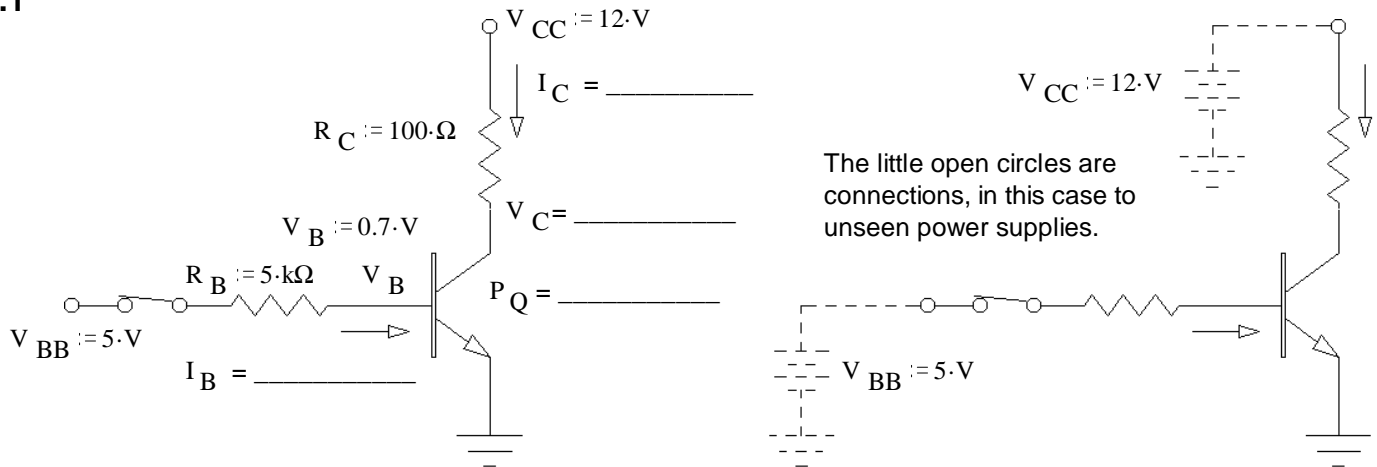 .1
V CC := 12·V
I C = __________
R C := 100·Ω
V C = ___________
V B := 0.7·V
R B := 5·kΩ
V B
P Q = ___________
V BB := 5·V
I B = ___________
V CC := 12·V
The little open circles are
connections, in this case to
unseen power supplies.
V BB := 5·V